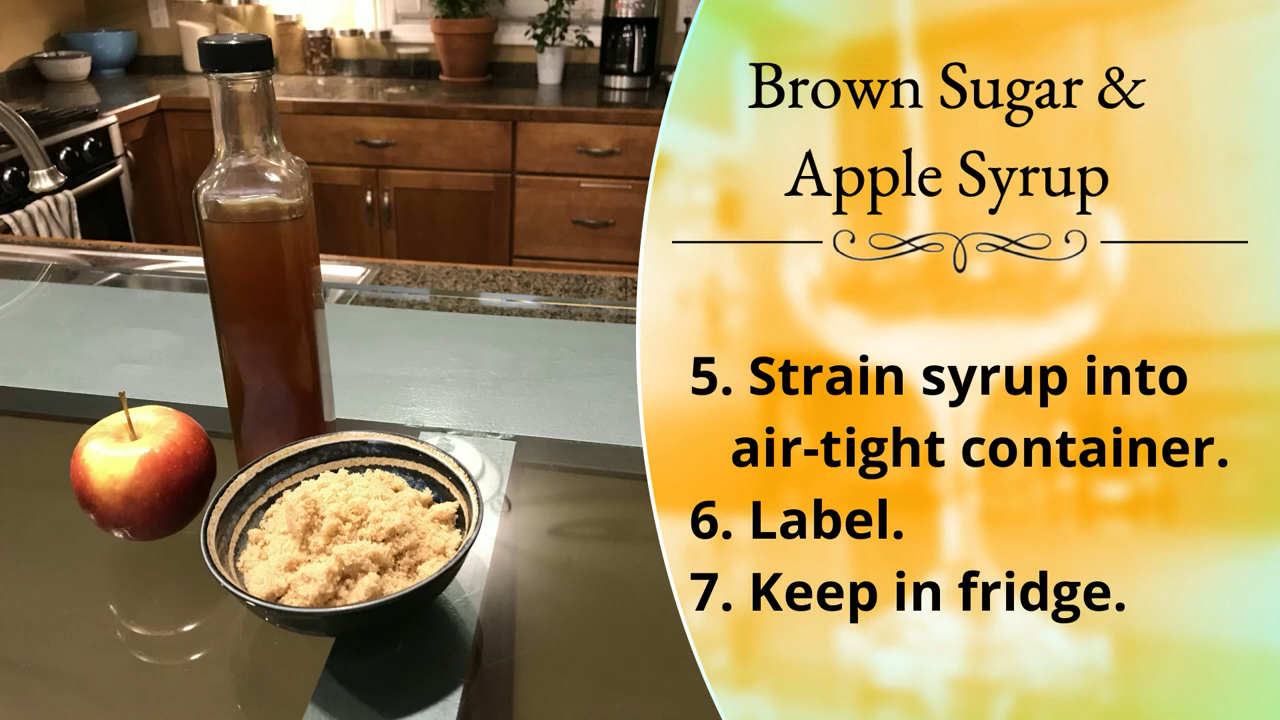 Brown Sugar &
Apple Syrup
5. Strain syrup into
air-tight container.
6. Label.
7. Keep in fridge.